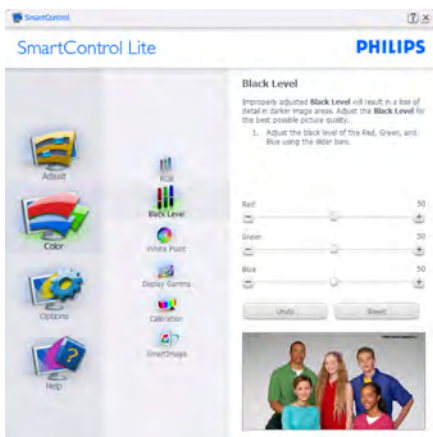 SmartControl
SmartControl Lite
PHILIPS
Adjust
Color
Options
Help
RGB
Black Level
White Point
Display Gamma
Calibration
SmartImage
Black Level
Improperly adjusted Black Level will result in a loss of
detail in darker image areas. Adjust the Black Level for
the best possible picture quality.
1. Adjust the black level of the Red, Green, and
Blue using the slider bars.
Red 50
Green 50
Blue 50
Undo Reset